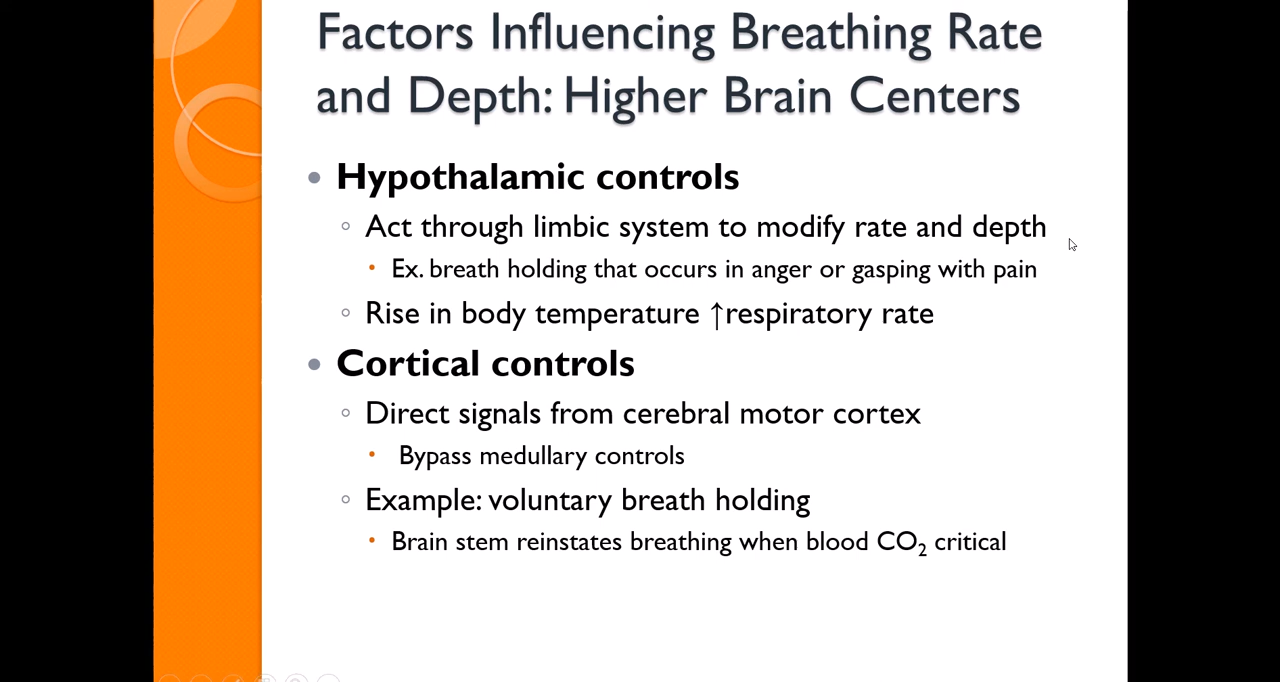 Factors Influencing Breathing Rate
and Depth: Higher Brain Centers
Hypothalamic controls
Act through limbic system to modify rate and depth
Ex. breath holding that occurs in anger or gasping with pain
Rise in body temperature ↑respiratory rate
Cortical controls
Direct signals from cerebral motor cortex
Bypass medullary controls
Example: voluntary breath holding
Brain stem reinstates breathing when blood CO₂ critical